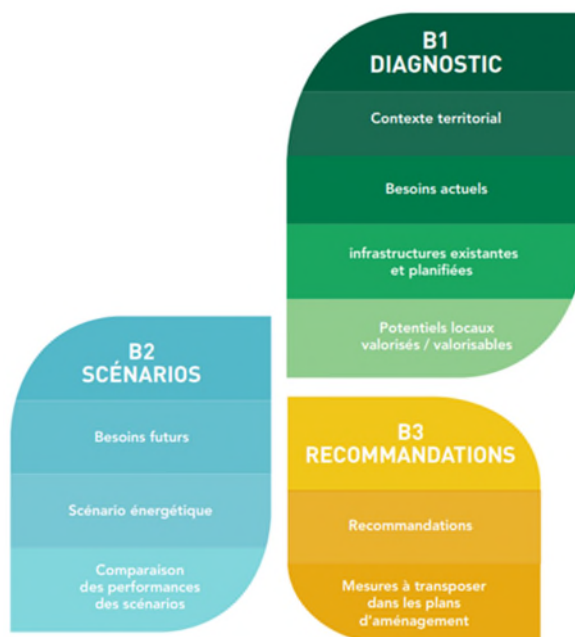 B1
DIAGNOSTIC
Contexte territorial
Besoins actuels
infrastructures existantes
et planifiées
Potentiels locaux
valorisés / valorisables
B2
SCÉNARIOS
Besoins futurs
Scénario énergétique
Comparaison
des performances
des scénarios
B3
RECOMMANDATIONS
Recommandations
Mesures à transposer
dans les plans
d'aménagement